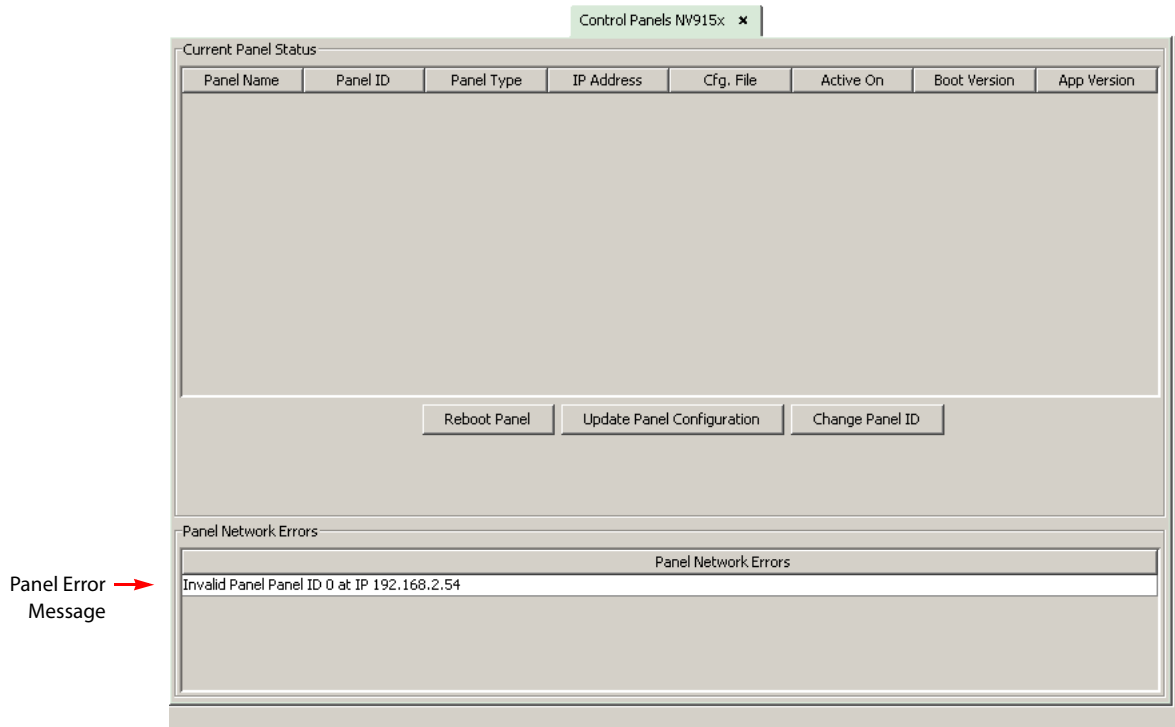 Control Panels NV915x ×
Current Panel Status
Panel Name Panel ID Panel Type IP Address Cfg. File Active On Boot Version App Version
Reboot Panel Update Panel Configuration Change Panel ID
Panel Network Errors
Panel Network Errors
Invalid Panel Panel ID 0 at IP 192.168.2.54
Panel Error
Message